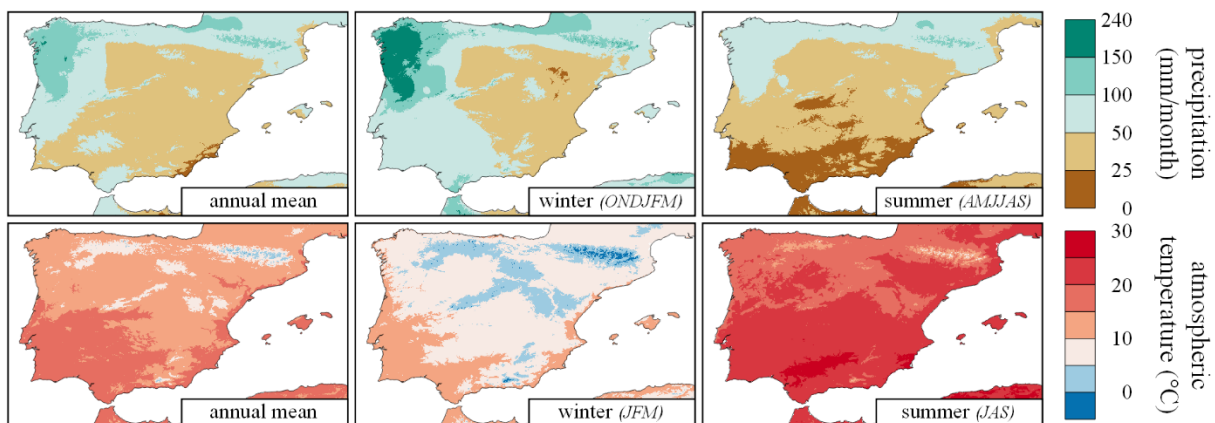 annual mean
winter (ONDJFM)
summer (AMJJAS)
240
150
100
50
25
0
precipitation
(mm/month)
annual mean
winter (JFM)
summer (JAS)
30
20
10
0
atmospheric
temperature (°C)